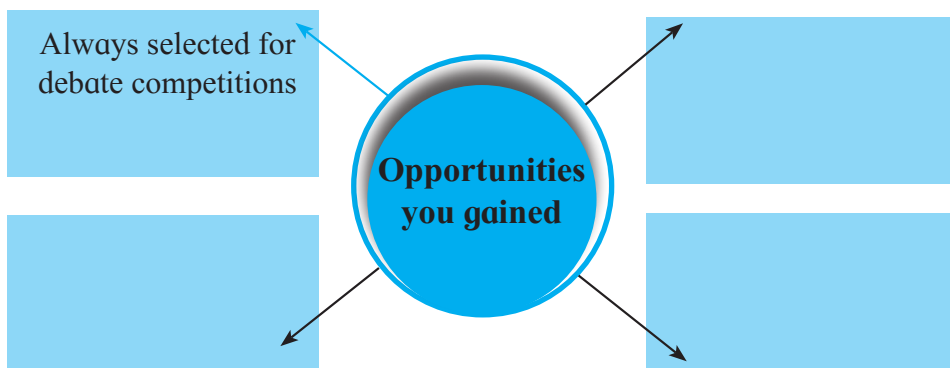 Always selected for
debate competitions
Opportunities
you gained